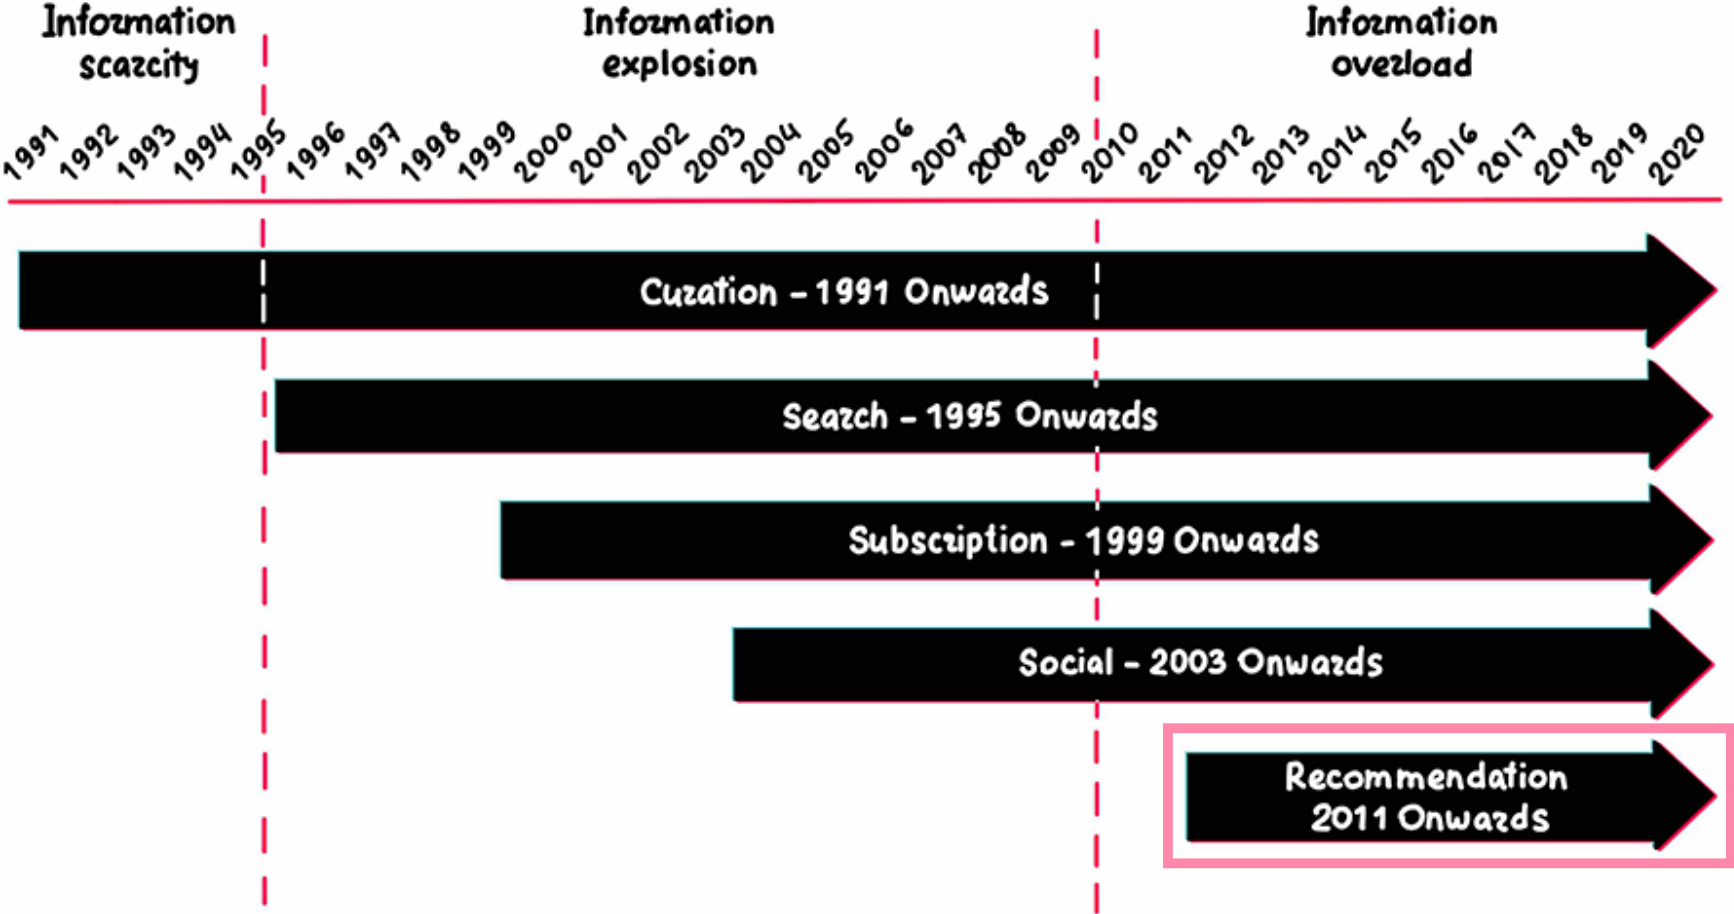 Information
scarcity
Information
explosion
Information
overload
1991 1992 1993 1994 1995 1996 1997 1998 1999 2000 2001 2002 2003 2004 2005 2006 2007 2008 2009 2010 2011 2012 2013 2014 2015 2016 2017 2018 2019 2020
Curation - 1991 Onwards
Search - 1995 Onwards
Subscription - 1999 Onwards
Social - 2003 Onwards
Recommendation
2011 Onwards